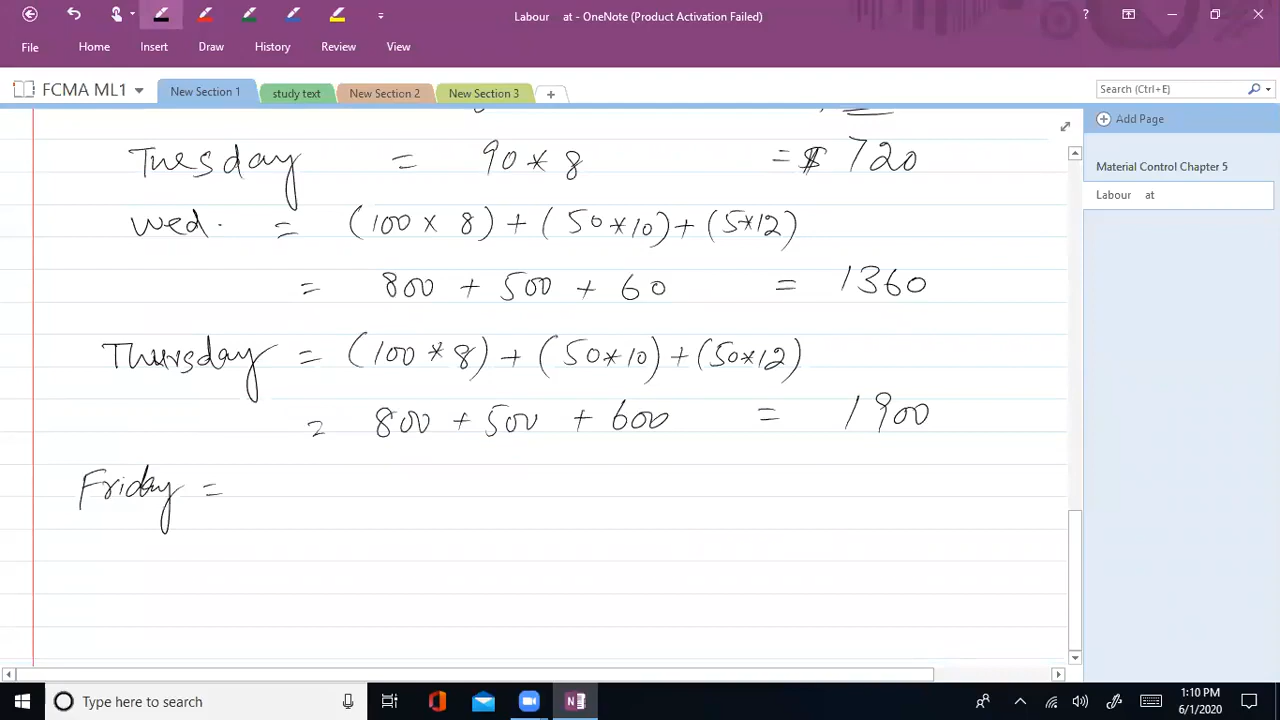 Labour at - OneNote (Product Activation Failed)
?
File Home Insert Draw History Review View
FCMA ML1 New Section 1 study text New Section 2 New Section 3 +
Search (Ctrl+E)
Add Page
Material Control Chapter 5
Labour at
Tuesday = 90 * 8 = $ 720
Wed. = (100 × 8) + (50*10) + (5*12)
= 800 + 500 + 60 = 1360
Thursday = (100 * 8) + (50*10) + (50*12)
= 800 + 500 + 600 = 1900
Friday =
Type here to search
1:10 PM
6/1/2020